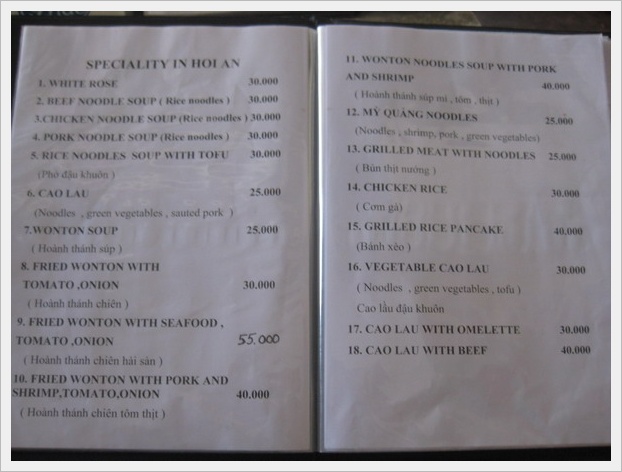 SPECIALITY IN HOI AN
1. WHITE ROSE 30.000
2. BEEF NOODLE SOUP ( Rice noodles ) 30.000
3.CHICKEN NOODLE SOUP (Rice noodles ) 30.000
4. PORK NOODLE SOUP (Rice noodles ) 30.000
5. RICE NOODLES SOUP WITH TOFU 30.000
(Phở đậu khuôn )
6. CAO LAU 25.000
(Noodles , green vegetables , sauted pork )
7.WONTON SOUP 25.000
( Hoành thánh súp )
8. FRIED WONTON WITH
TOMATO ,ONION 30.000
( Hoành thánh chiên )
9. FRIED WONTON WITH SEAFOOD ,
TOMATO ,ONION 55.000
( Hoành thánh chiên hải sản )
10. FRIED WONTON WITH PORK AND
SHRIMP,TOMATO,ONION 40.000
( Hoành thánh chiên tôm thịt )
11. WONTON NOODLES SOUP WITH PORK
AND SHRIMP 40.000
( Hoành thánh súp mì , tôm , thịt )
12. MỲ QUẢNG NOODLES 25.000
(Noodles , shrimp, pork , green vegetables)
13. GRILLED MEAT WITH NOODLES 25.000
( Bún thịt nướng )
14. CHICKEN RICE 30.000
( Cơm gà)
15. GRILLED RICE PANCAKE 40.000
(Bánh xèo )
16. VEGETABLE CAO LAU 30.000
( Noodles , green vegetables , tofu )
Cao lầu đậu khuôn
17. CAO LAU WITH OMELETTE 30.000
18. CAO LAU WITH BEEF 40.000